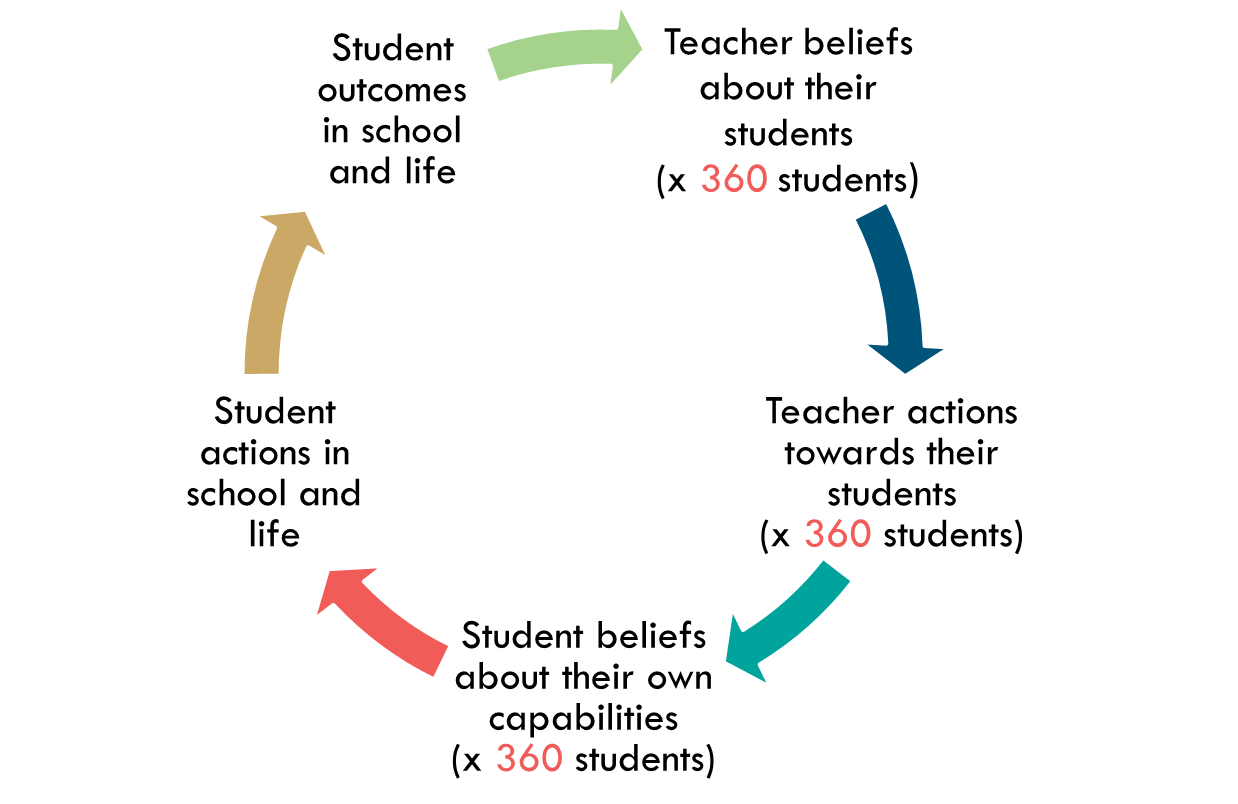 Student
outcomes
in school
and life
Teacher beliefs
about their
students
(x 360 students)
Teacher actions
towards their
students
(x 360 students)
Student beliefs
about their own
capabilities
(x 360 students)
Student
actions in
school and
life